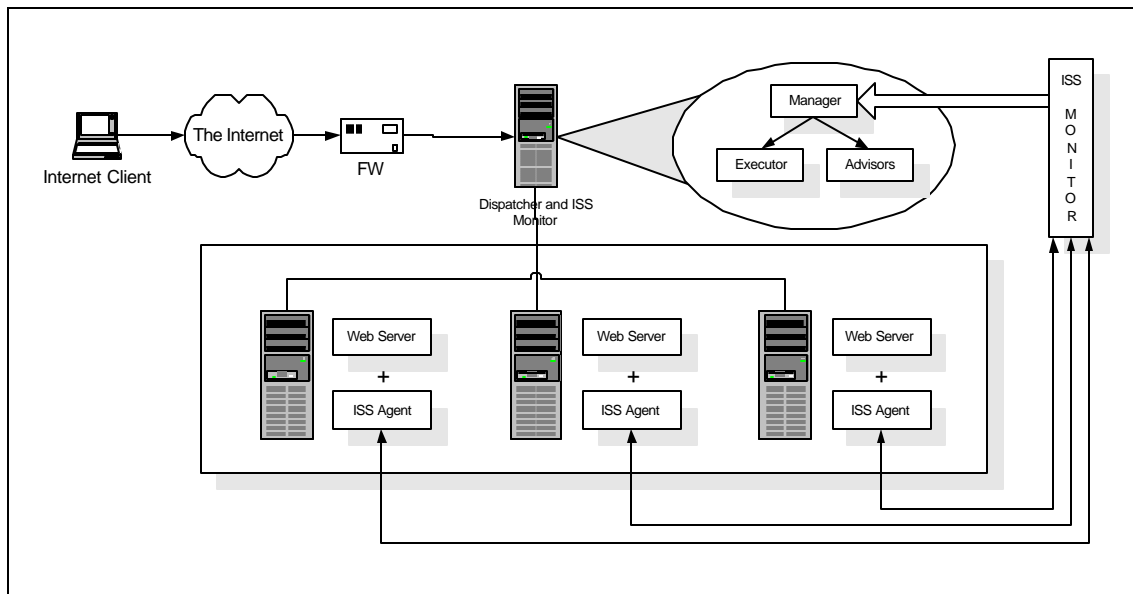 Internet Client
The Internet
FW
Dispatcher and ISS
Monitor
Manager
Executor
Advisors
ISS
M
O
N
I
T
O
R
Web Server
+
ISS Agent
Web Server
+
ISS Agent
Web Server
+
ISS Agent